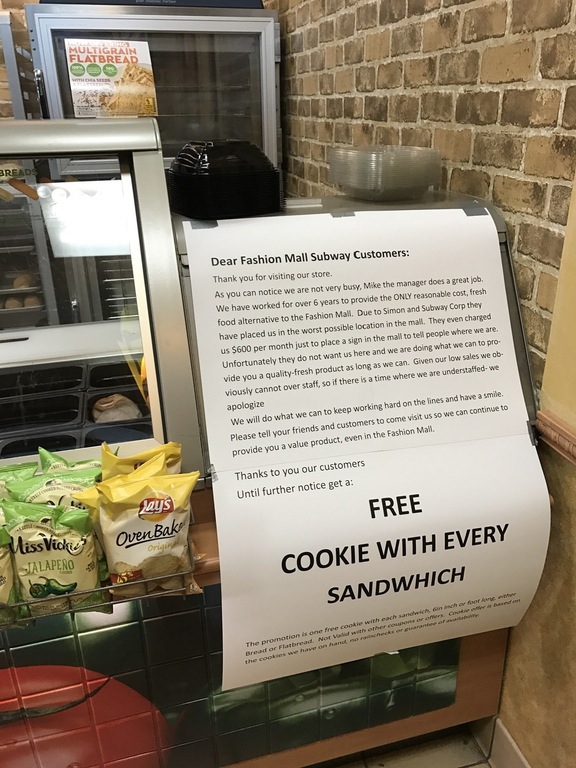 MULTIGRAIN
FLATBREAD
WITH CHIA SEEDS
BREADS
Dear Fashion Mall Subway Customers:
Thank you for visiting our store.
As you can notice we are not very busy, Mike the manager does a great job.
We have worked for over 6 years to provide the ONLY reasonable cost, fresh
food alternative to the Fashion Mall. Due to Simon and Subway Corp they
have placed us in the worst possible location in the mall. They even charged
us $600 per month just to place a sign in the mall to tell people where we are.
Unfortunately they do not want us here and we are doing what we can to pro-
vide you a quality-fresh product as long as we can. Given our low sales we ob-
viously cannot over staff, so if there is a time where we are understaffed- we
apologize
We will do what we can to keep working hard on the lines and have a smile.
Please tell your friends and customers to come visit us so we can continue to
provide you a value product, even in the Fashion Mall.
Thanks to you our customers
Until further notice get a:
FREE
COOKIE WITH EVERY
SANDWHICH
The promotion is one free cookie with each sandwich, 6in inch or foot long, either
Bread or Flatbread. Not Valid with other coupons or offers. Cookie offer is based on
the cookies we have on hand, no rainchecks or guarantee of availability.
Lay's
OvenBake
Original
Miss Vicki
JALAPEÑO